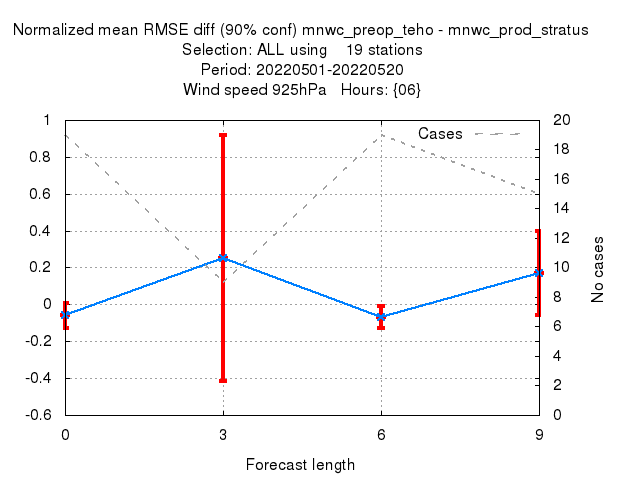 Normalized mean RMSE diff (90% conf) mnwc_preop_teho - mnwc_prod_stratus
Selection: ALL using 19 stations
Period: 20220501-20220520
Wind speed 925hPa Hours: {06}
Cases
1
0.8
0.6
0.4
0.2
0
-0.2
-0.4
-0.6
20
18
16
14
12
10
8
6
4
2
0
No cases
0 3 6 9
Forecast length